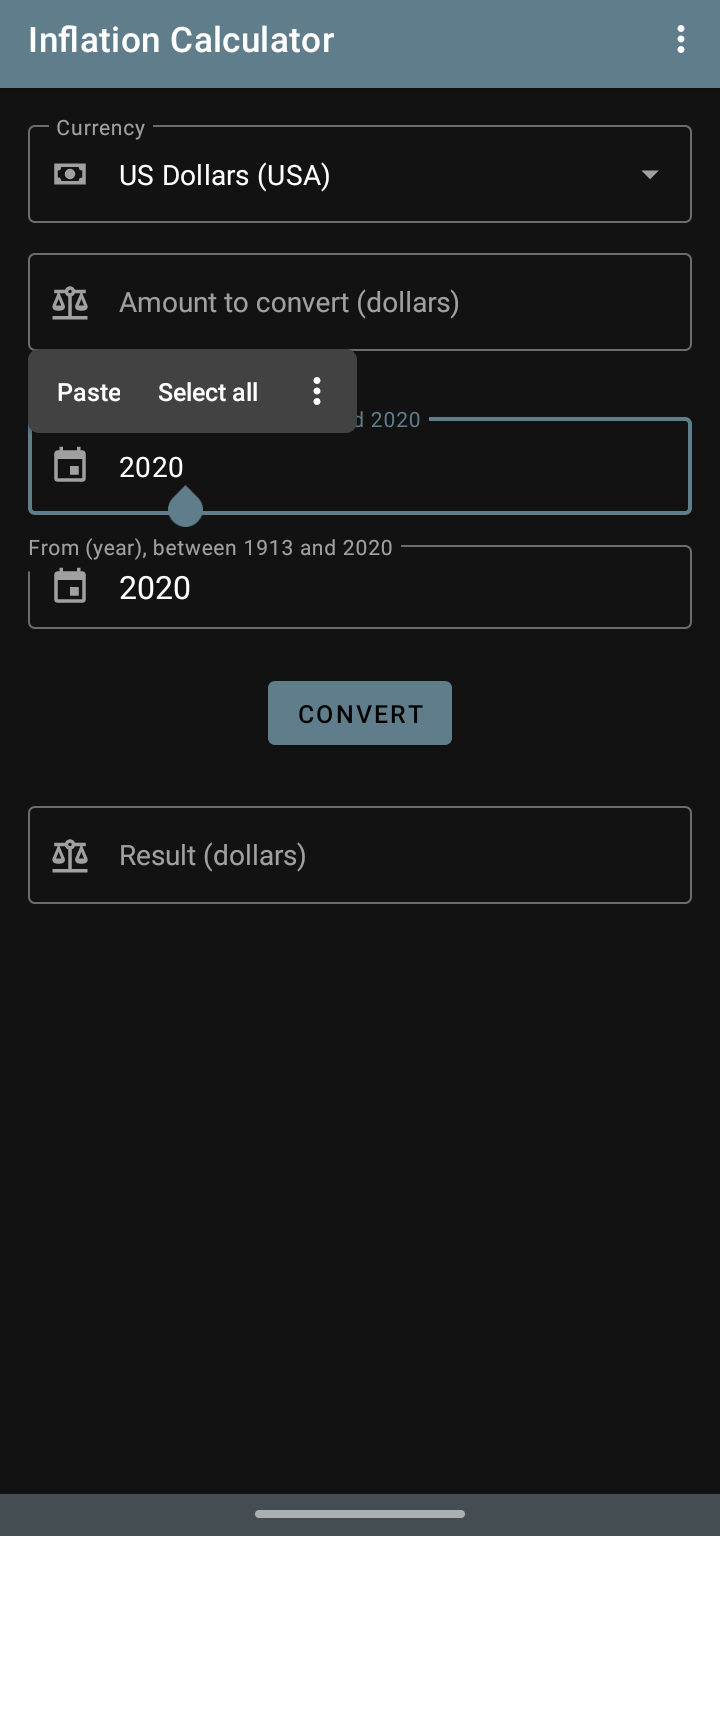 Inflation Calculator
Currency
US Dollars (USA)
Amount to convert (dollars)
Paste Select all
2020
2020
From (year), between 1913 and 2020
2020
CONVERT
Result (dollars)